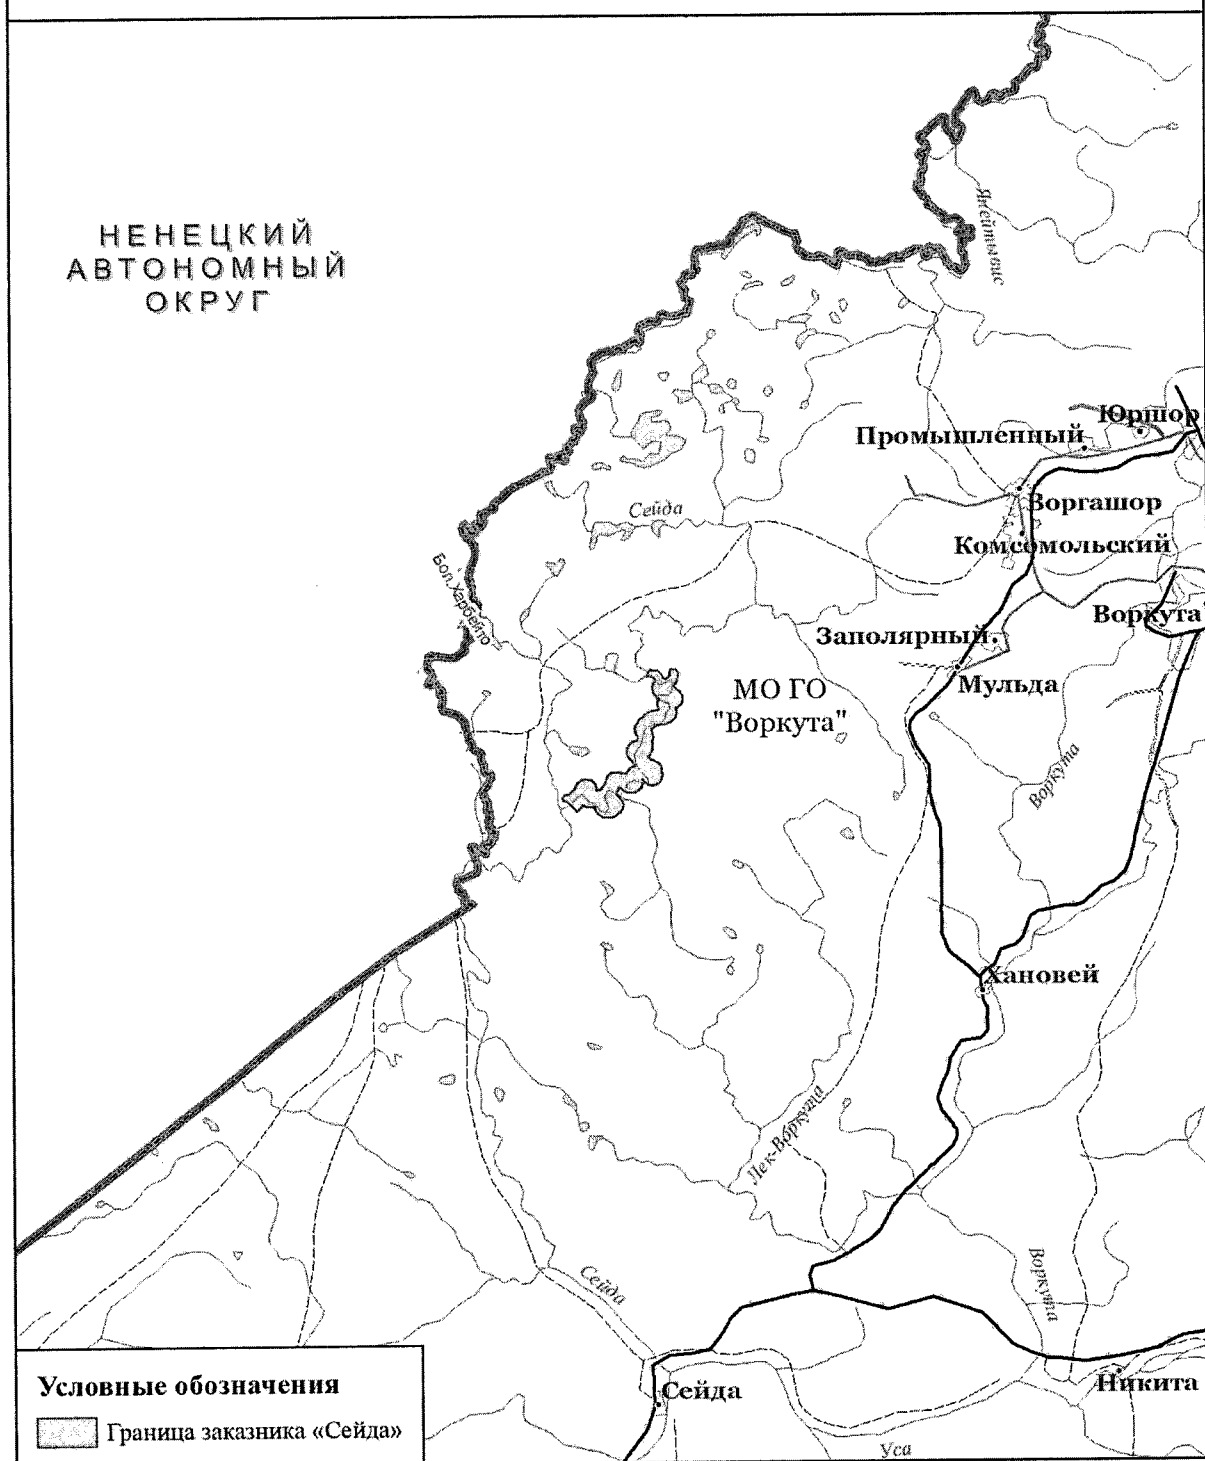 НЕНЕЦКИЙ
АВТОНОМНЫЙ
ОКРУГ
Юршор
Промышленный
Воргашор
Сейда
Комсомольский
Бол.Харбейто
Воркута
Заполярный
Мульда
МО ГО
"Воркута"
Воркута
Хановей
Лек-Воркута
Сейда
Воркута
Сейда
Никита
Уса
Условные обозначения
Граница заказника «Сейда»